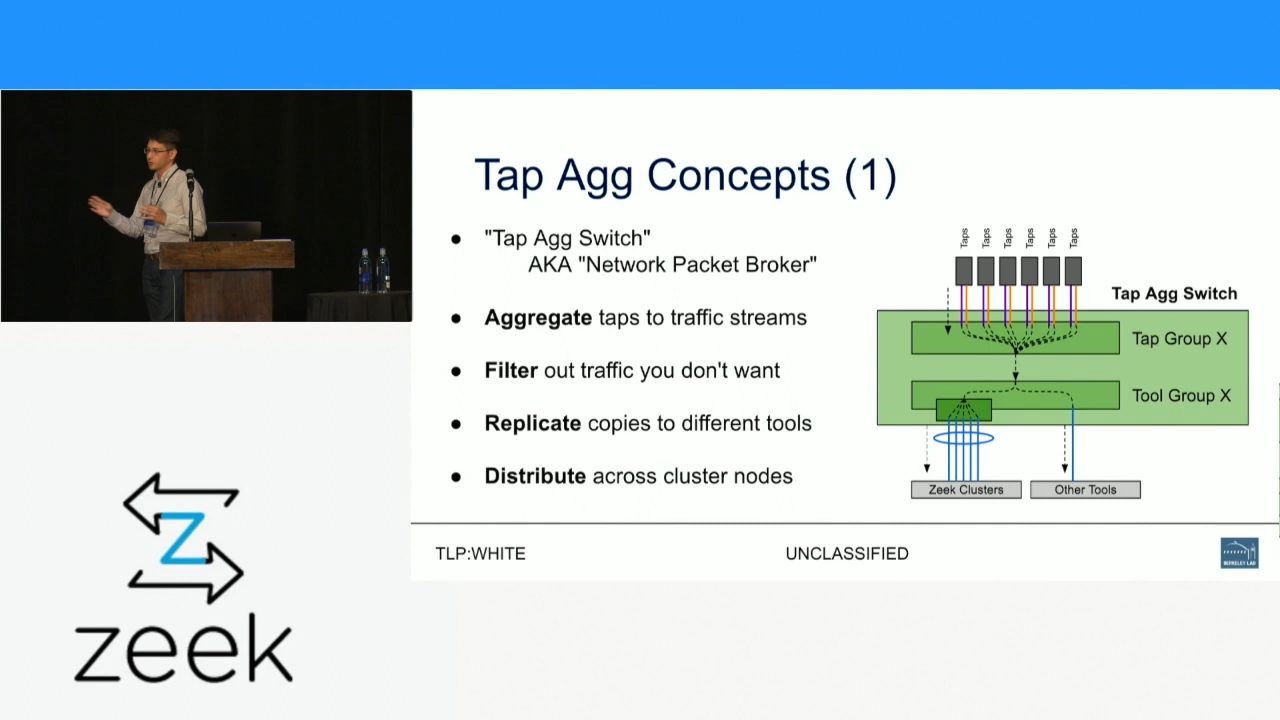 Tap Agg Concepts (1)
● "Tap Agg Switch"
AKA "Network Packet Broker"
● Aggregate taps to traffic streams
● Filter out traffic you don't want
● Replicate copies to different tools
● Distribute across cluster nodes
Taps
Taps
Taps
Taps
Taps
Taps
Tap Agg Switch
Tap Group X
Tool Group X
Zeek Clusters
Other Tools
TLP:WHITE
UNCLASSIFIED
BERKELEY LAB
Z
zeek